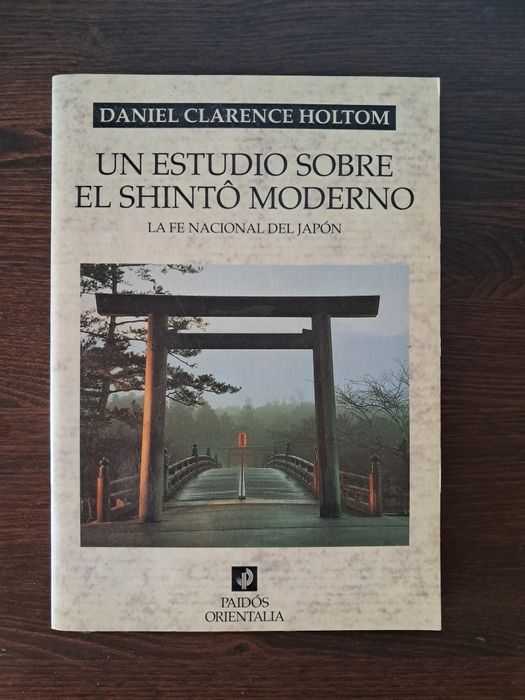 DANIEL CLARENCE HOLTOM
UN ESTUDIO SOBRE
EL SHINTÔ MODERNO
LA FE NACIONAL DEL JAPÓN
PAIDÓS
ORIENTALIA